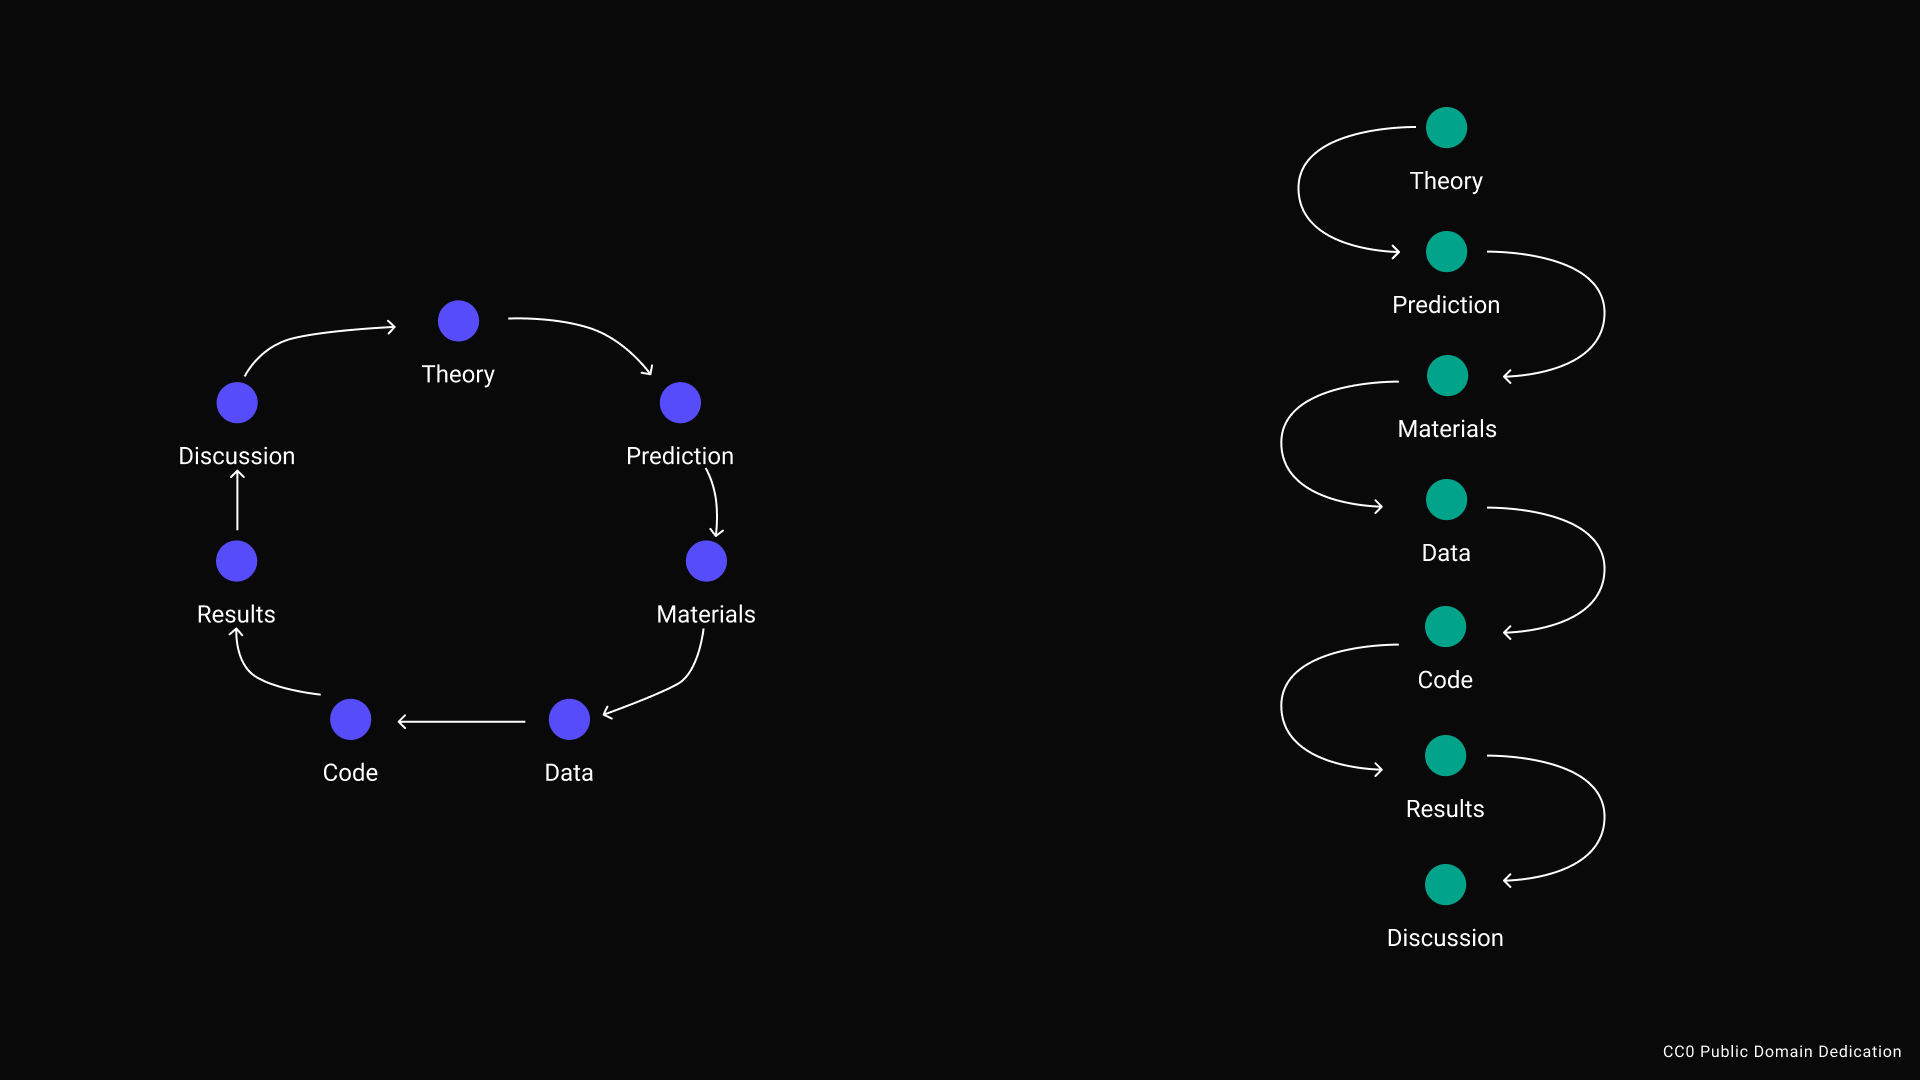 Theory
Discussion
Prediction
Results
Materials
Code
Data
Theory
Prediction
Materials
Data
Code
Results
Discussion
CC0 Public Domain Dedication